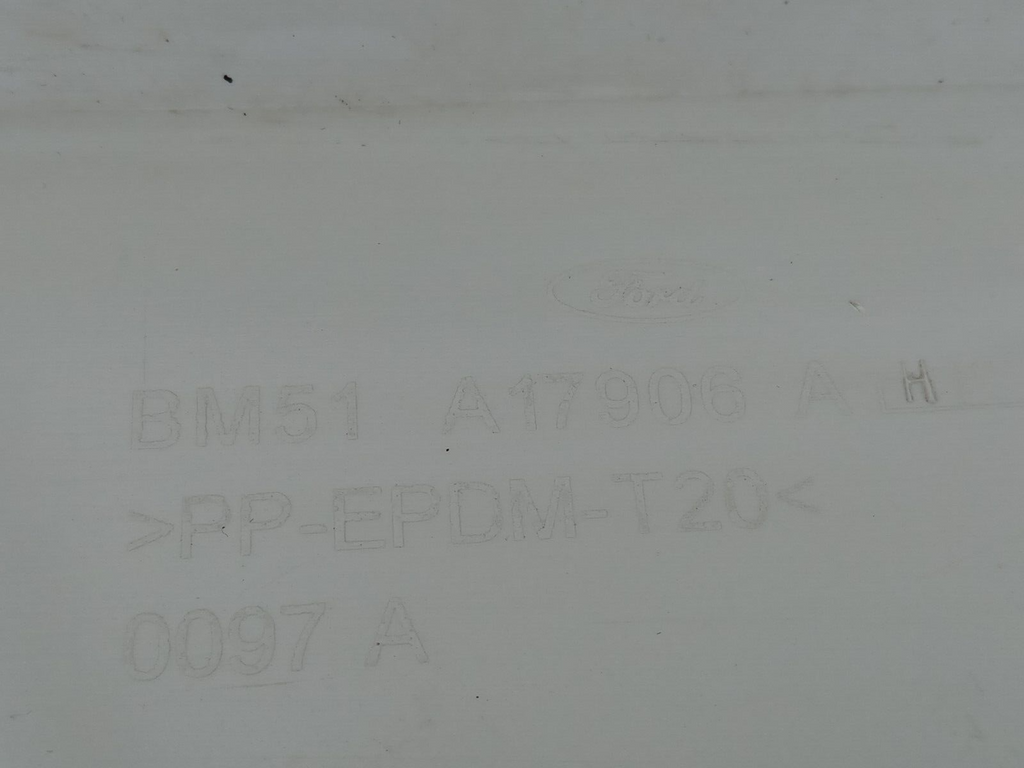 Ford
BM51 A17906 A H
>PP-EPDM-T20<
0097 A